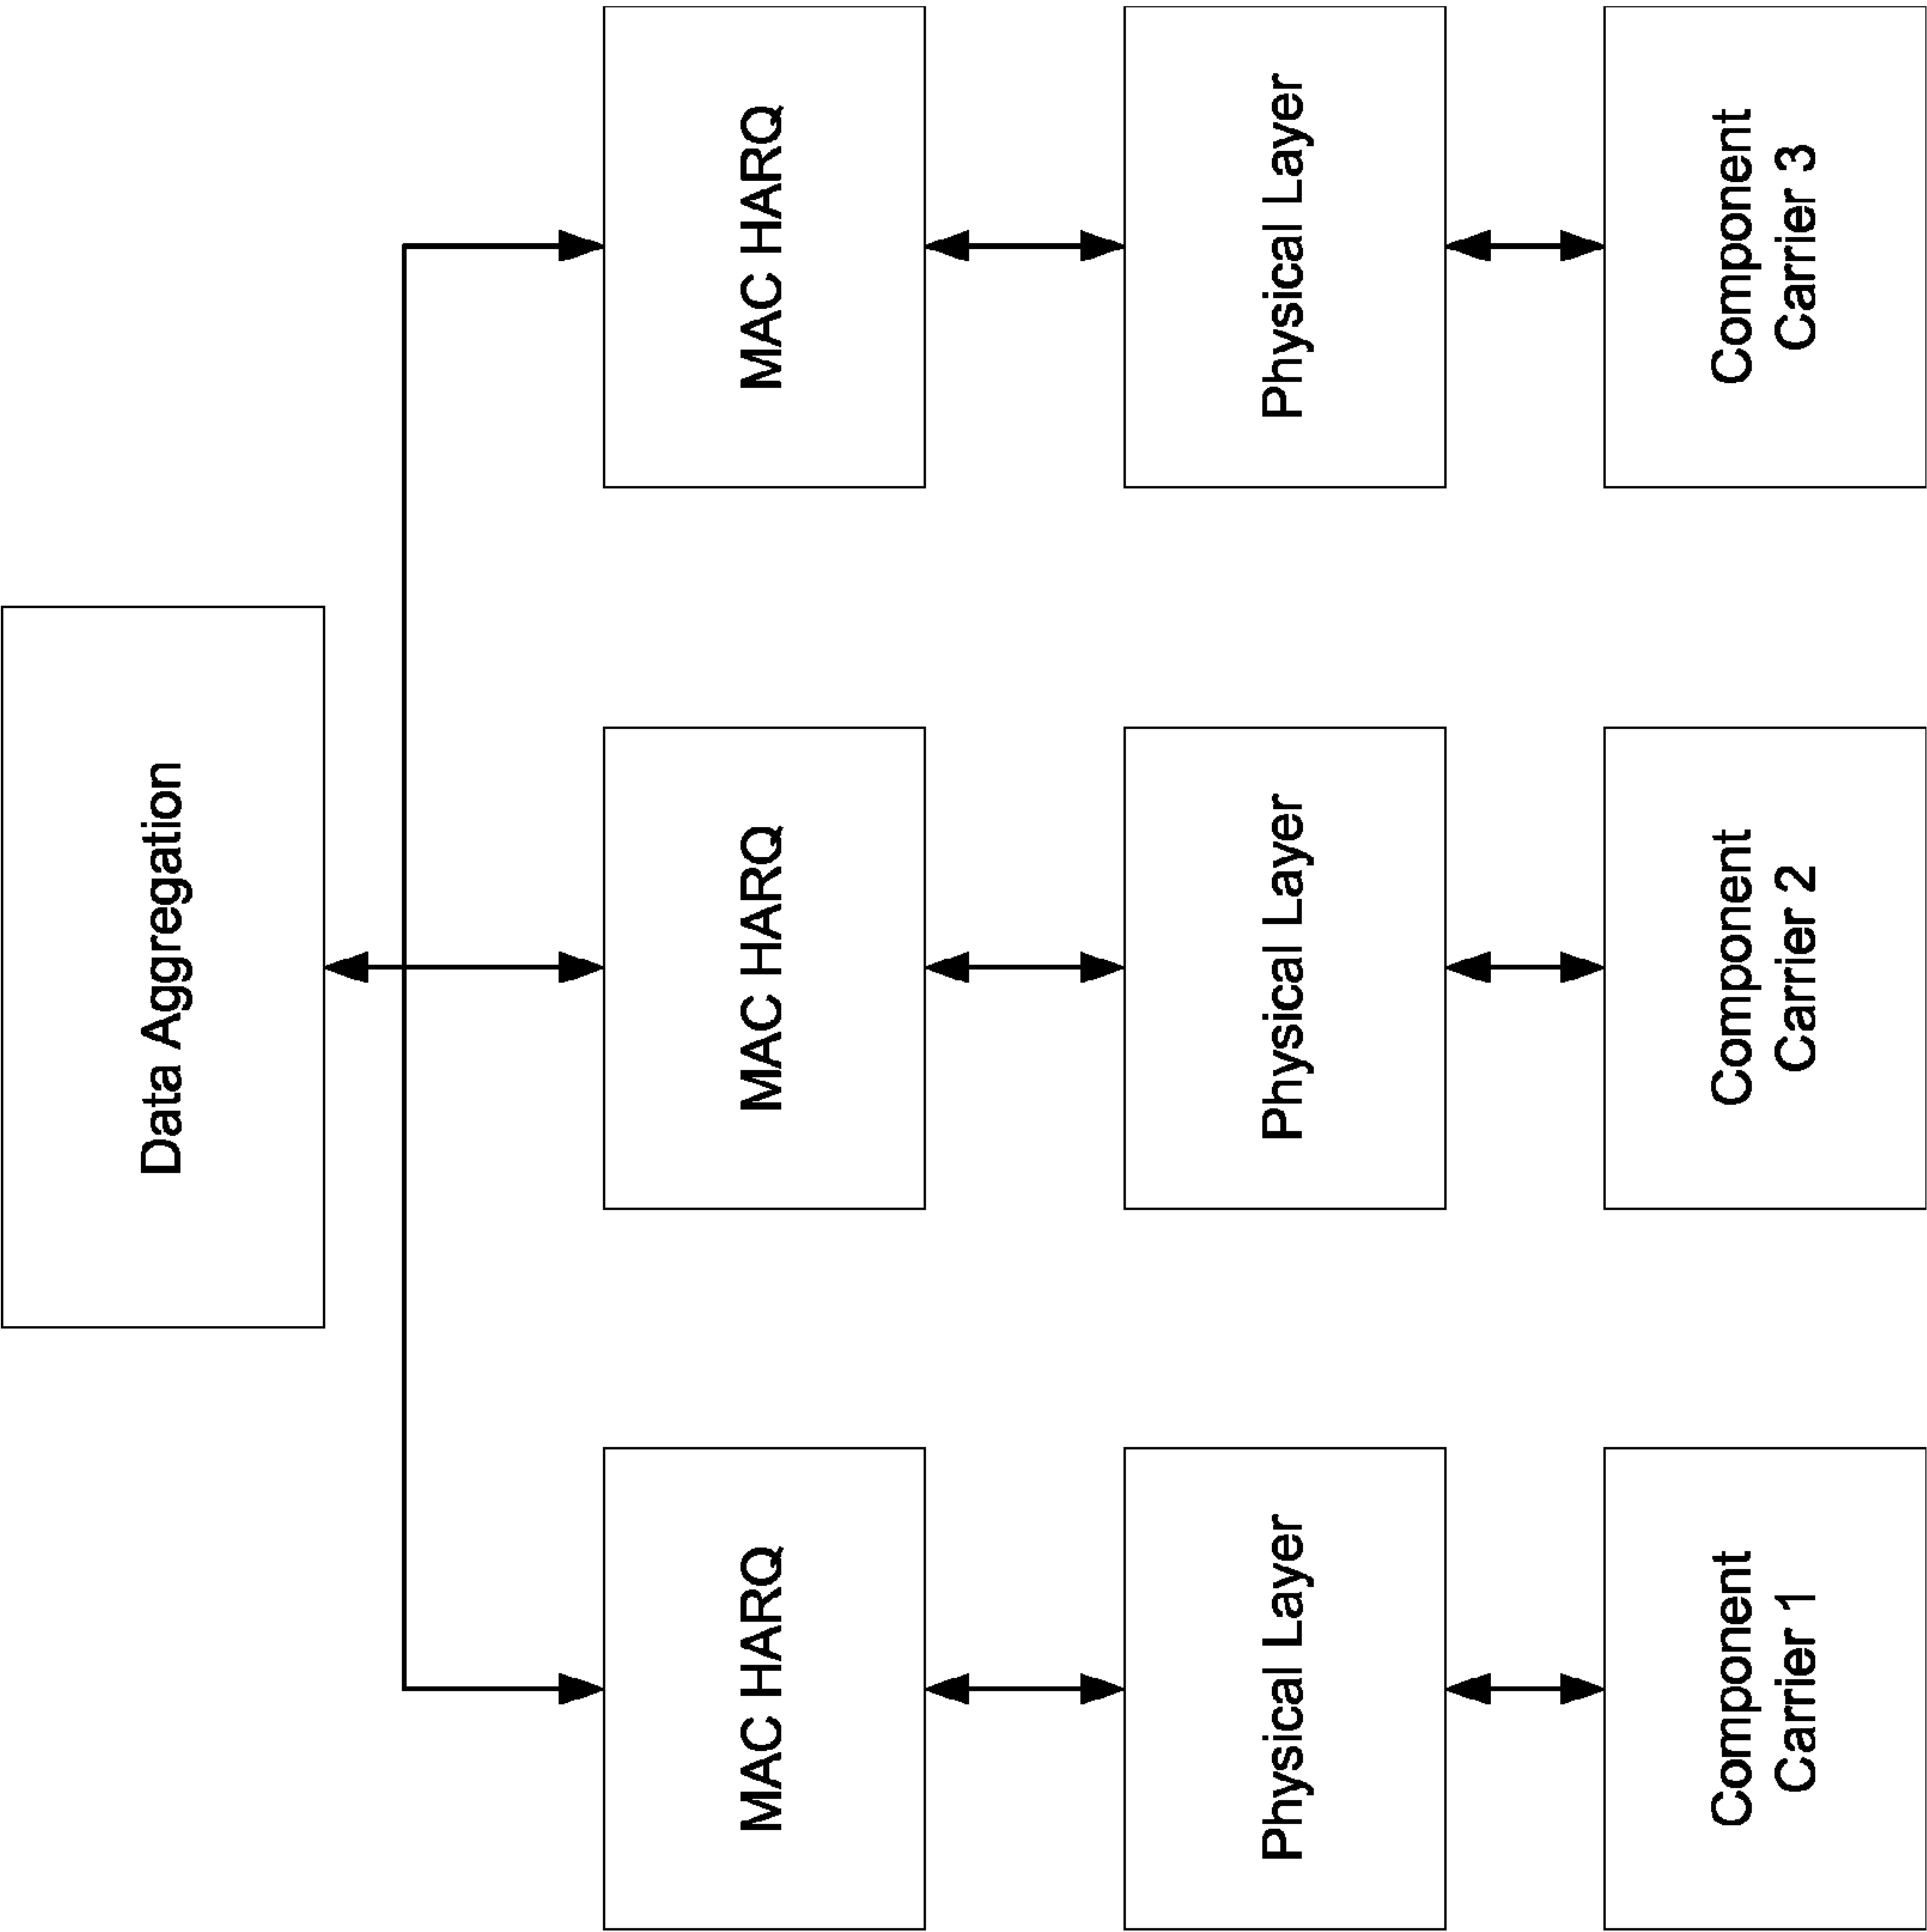 Data Aggregation
MAC HARQ
MAC HARQ
MAC HARQ
Physical Layer
Physical Layer
Physical Layer
Component
Carrier 1
Component
Carrier 2
Component
Carrier 3